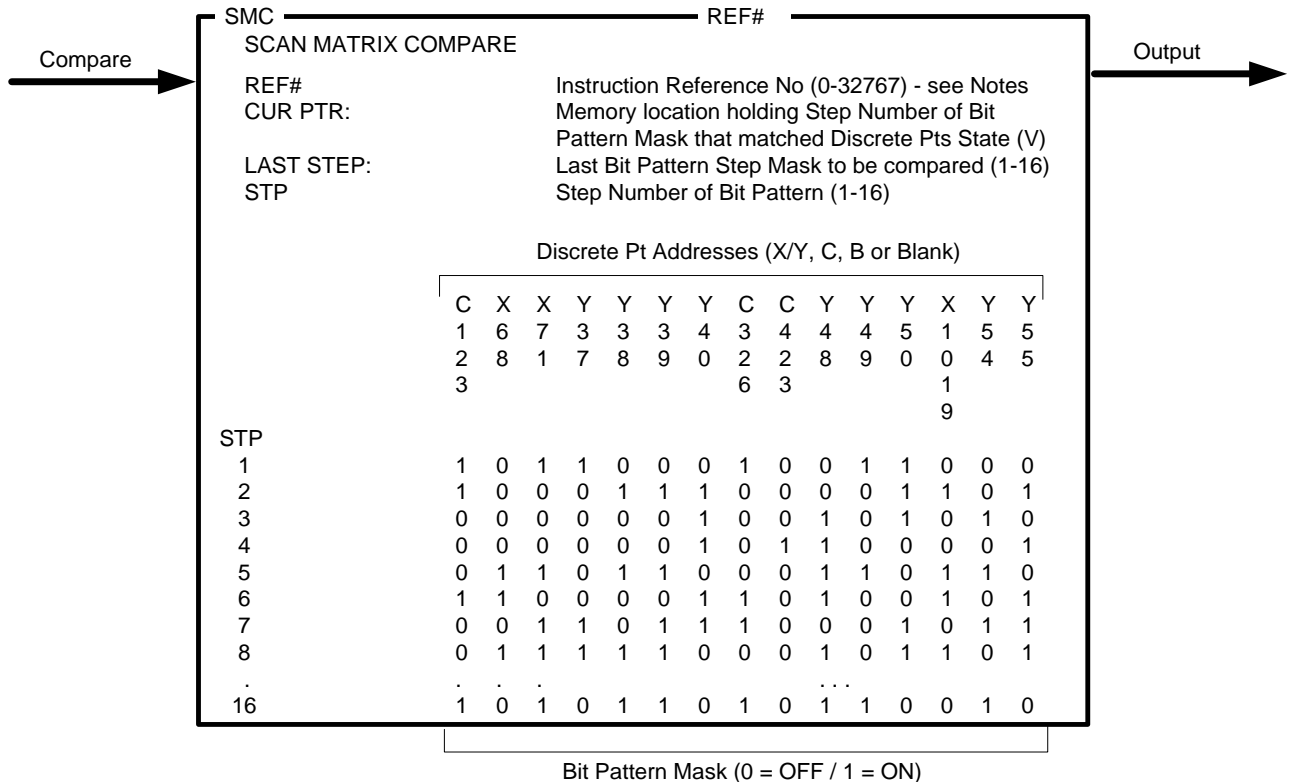 SMC REF#
SCAN MATRIX COMPARE
Compare
Output
REF# Instruction Reference No (0-32767) - see Notes
CUR PTR: Memory location holding Step Number of Bit
Pattern Mask that matched Discrete Pts State (V)
LAST STEP: Last Bit Pattern Step Mask to be compared (1-16)
STP Step Number of Bit Pattern (1-16)
Discrete Pt Addresses (X/Y, C, B or Blank)
C X X Y Y Y Y C C Y Y Y X Y Y
1 6 7 3 3 3 4 3 4 4 4 5 1 5 5
2 8 1 7 8 9 0 2 2 8 9 0 0 4 5
3 6 3 1
9
STP
1 1 0 1 1 0 0 0 1 0 0 1 1 0 0 0
2 1 0 0 0 1 1 1 0 0 0 0 1 1 0 1
3 0 0 0 0 0 0 1 0 0 1 0 1 0 1 0
4 0 0 0 0 0 0 1 0 1 1 0 0 0 0 1
5 0 1 1 0 1 1 0 0 0 1 1 0 1 1 0
6 1 1 0 0 0 0 1 1 0 1 0 0 1 0 1
7 0 0 1 1 0 1 1 1 0 0 0 1 0 1 1
8 0 1 1 1 1 1 0 0 0 1 0 1 1 0 1
. . . . . . .
16 1 0 1 0 1 1 0 1 0 1 1 0 0 1 0
Bit Pattern Mask (0 = OFF / 1 = ON)